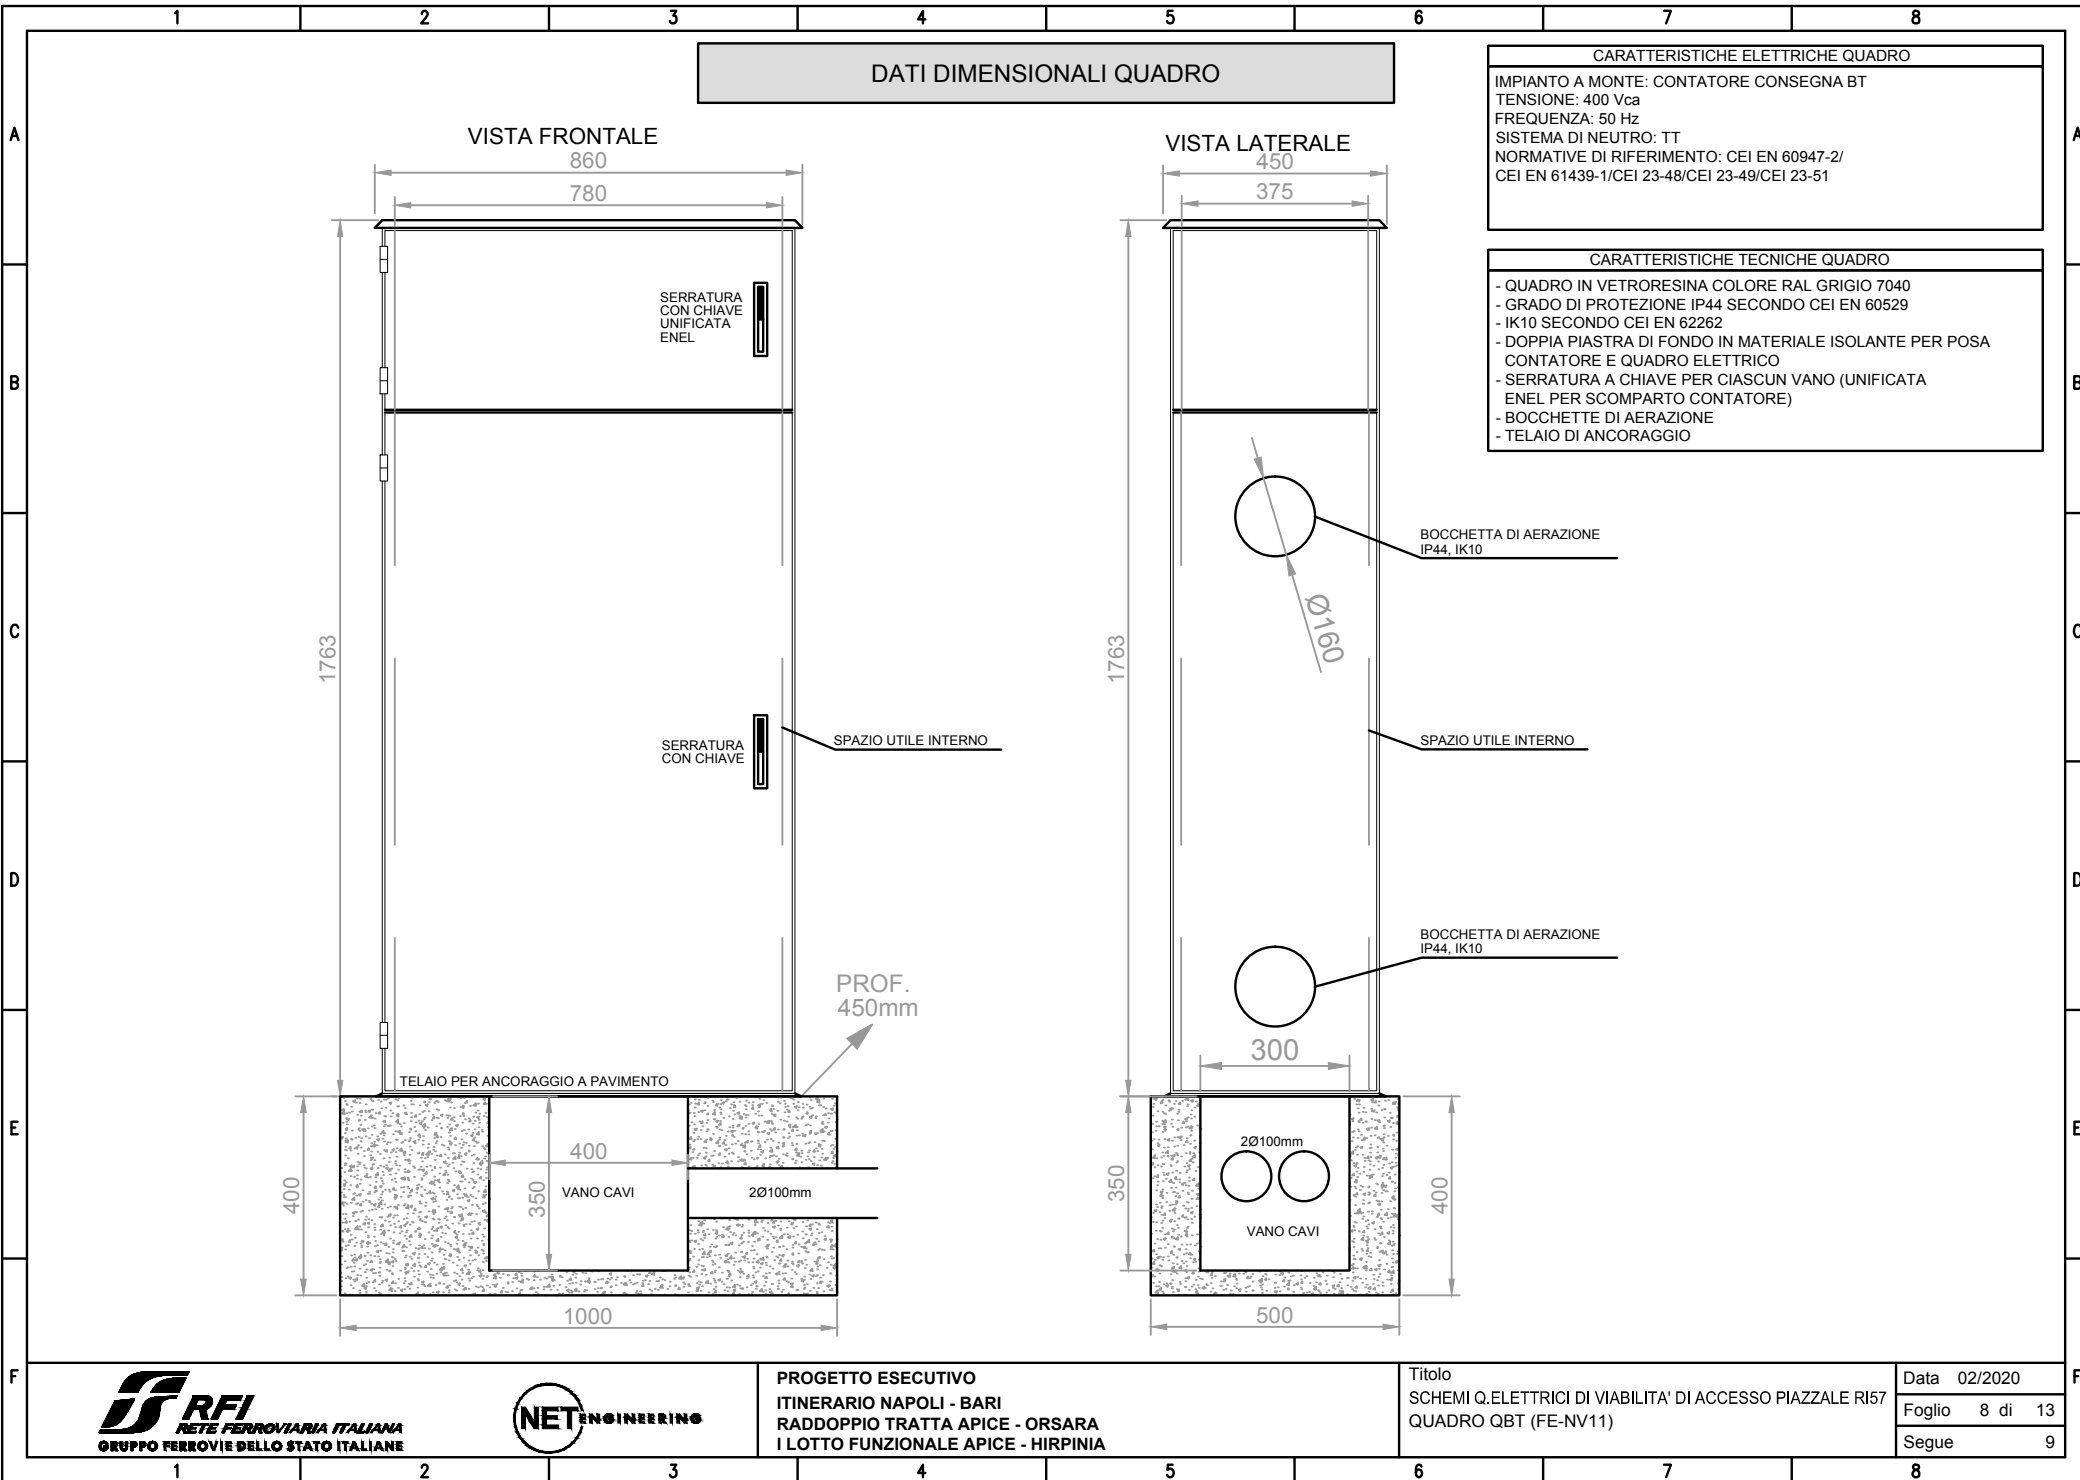 1 2 3 4 5 6 7 8
DATI DIMENSIONALI QUADRO
CARATTERISTICHE ELETTRICHE QUADRO
IMPIANTO A MONTE: CONTATORE CONSEGNA BT
TENSIONE: 400 Vca
FREQUENZA: 50 Hz
SISTEMA DI NEUTRO: TT
NORMATIVE DI RIFERIMENTO: CEI EN 60947-2/
CEI EN 61439-1/CEI 23-48/CEI 23-49/CEI 23-51
CARATTERISTICHE TECNICHE QUADRO
- QUADRO IN VETRORESINA COLORE RAL GRIGIO 7040
- GRADO DI PROTEZIONE IP44 SECONDO CEI EN 60529
- IK10 SECONDO CEI EN 62262
- DOPPIA PIASTRA DI FONDO IN MATERIALE ISOLANTE PER POSA
CONTATORE E QUADRO ELETTRICO
- SERRATURA A CHIAVE PER CIASCUN VANO (UNIFICATA
ENEL PER SCOMPARTO CONTATORE)
- BOCCHETTE DI AERAZIONE
- TELAIO DI ANCORAGGIO
A A
B B
C C
D D
E E
F F
VISTA FRONTALE
860
780
SERRATURA
CON CHIAVE
UNIFICATA
ENEL
1763
SERRATURA
CON CHIAVE
SPAZIO UTILE INTERNO
PROF.
450mm
TELAIO PER ANCORAGGIO A PAVIMENTO
400
400
350
VANO CAVI
2Ø100mm
1000
VISTA LATERALE
450
375
BOCCHETTA DI AERAZIONE
IP44, IK10
Ø160
1763
SPAZIO UTILE INTERNO
BOCCHETTA DI AERAZIONE
IP44, IK10
300
2Ø100mm
350
400
VANO CAVI
500
RFI
RETE FERROVIARIA ITALIANA
GRUPPO FERROVIE DELLO STATO ITALIANE
NET ENGINEERING
PROGETTO ESECUTIVO
ITINERARIO NAPOLI - BARI
RADDOPPIO TRATTA APICE - ORSARA
I LOTTO FUNZIONALE APICE - HIRPINIA
Titolo
SCHEMI Q.ELETTRICI DI VIABILITA' DI ACCESSO PIAZZALE RI57
QUADRO QBT (FE-NV11)
Data 02/2020
Foglio 8 di 13
Segue 9
1 2 3 4 5 6 7 8